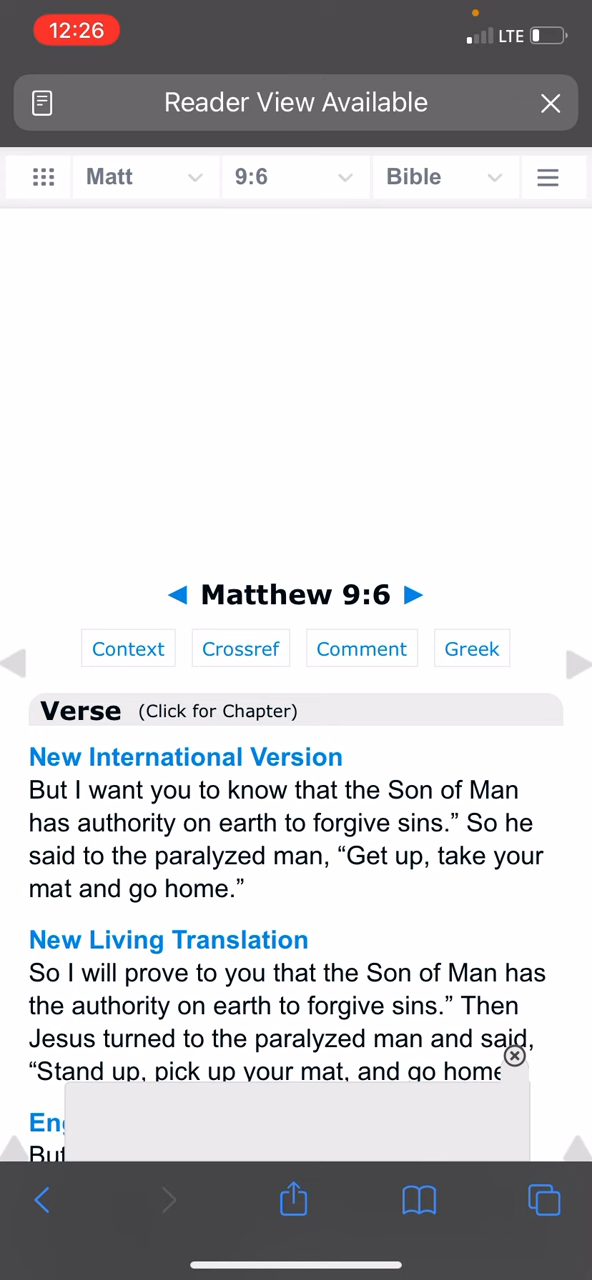 12:26
LTE
Reader View Available
Matt
9:6
Bible
Matthew 9:6
Context
Crossref
Comment
Greek
Verse (Click for Chapter)
New International Version
But I want you to know that the Son of Man
has authority on earth to forgive sins.” So he
said to the paralyzed man, “Get up, take your
mat and go home.”
New Living Translation
So I will prove to you that the Son of Man has
the authority on earth to forgive sins.” Then
Jesus turned to the paralyzed man and said,
“Stand up, pick up your mat, and go home
But